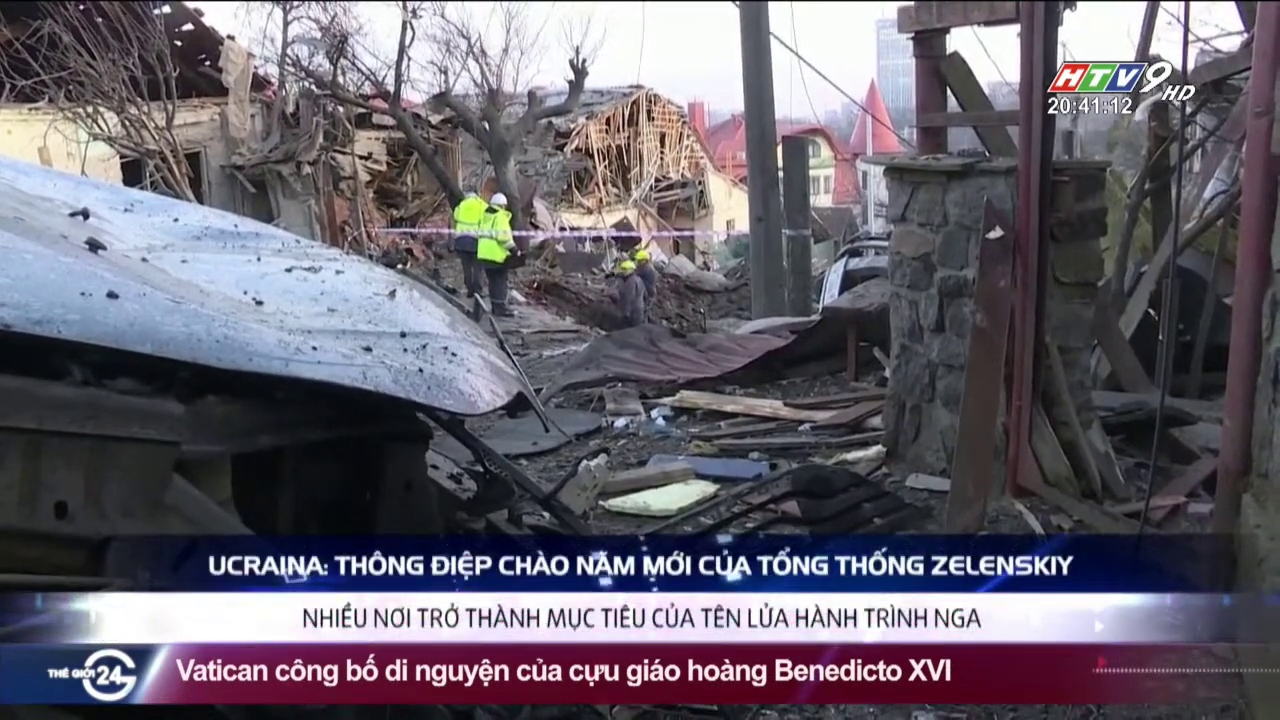 HTV9 HD
20:41:12
UCRAINA: THÔNG ĐIỆP CHÀO NĂM MỚI CỦA TỔNG THỐNG ZELENSKIY
NHIỀU NƠI TRỞ THÀNH MỤC TIÊU CỦA TÊN LỬA HÀNH TRÌNH NGA
THẾ GIỚI 24G Vatican công bố di nguyện của cựu giáo hoàng Benedicto XVI